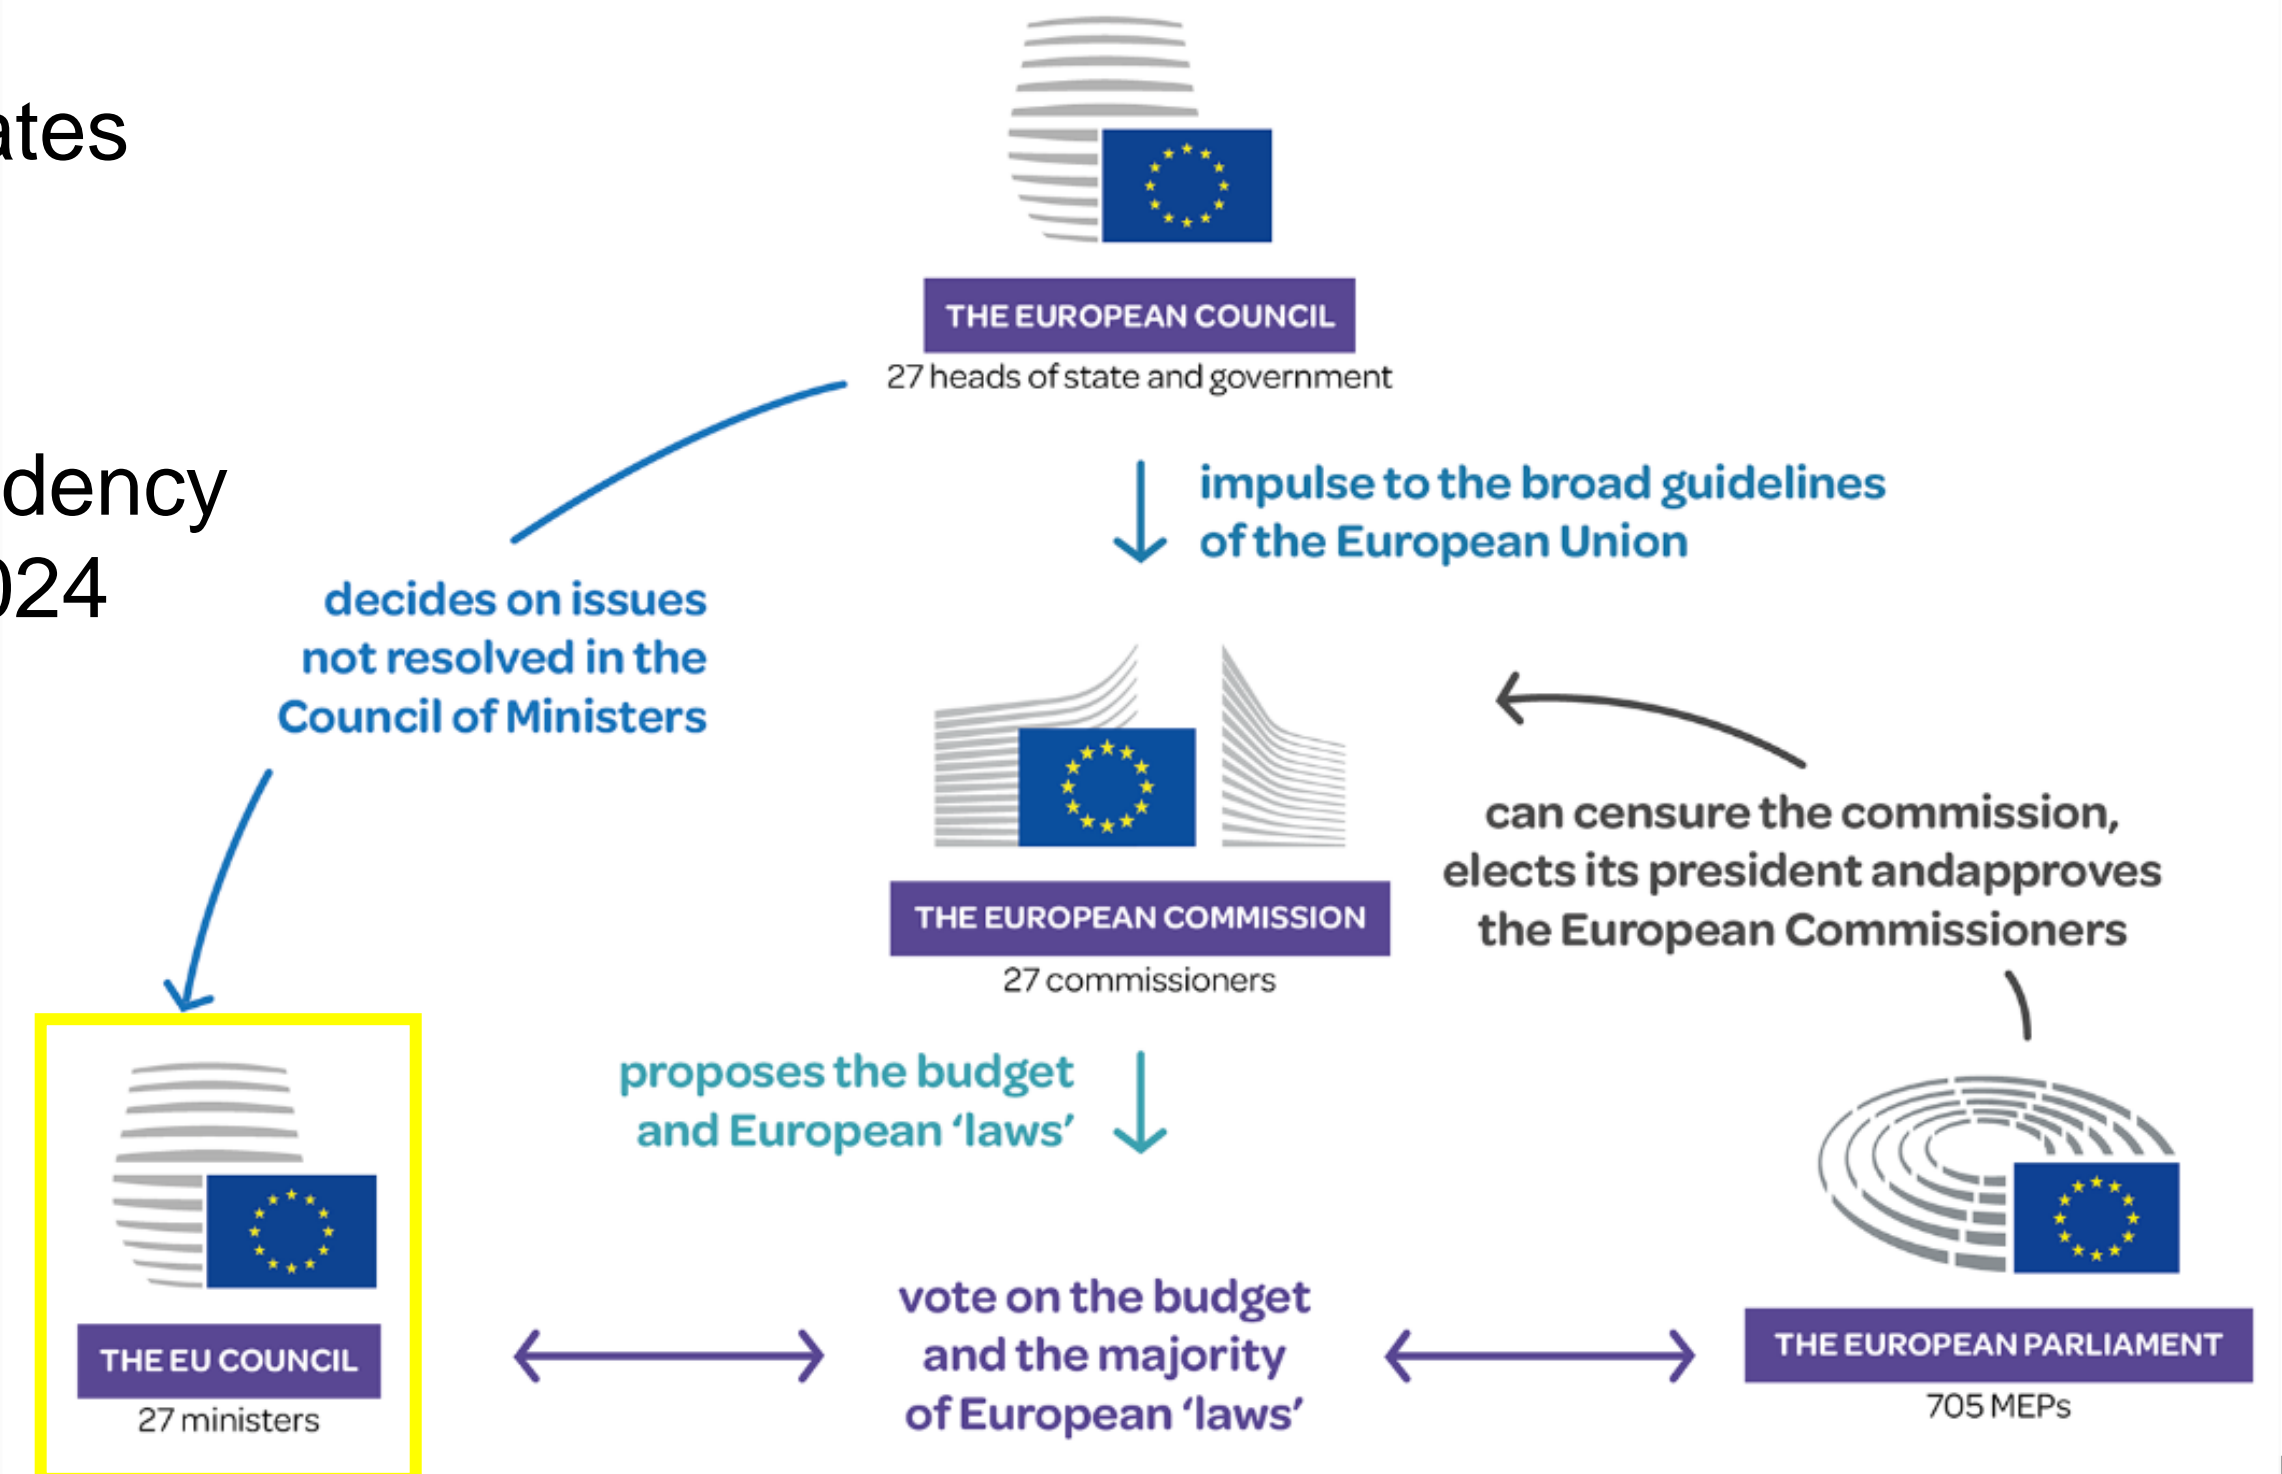 ates
dency
024
THE EUROPEAN COUNCIL
27 heads of state and government
impulse to the broad guidelines
of the European Union
decides on issues
not resolved in the
Council of Ministers
can censure the commission,
elects its president andapproves
the European Commissioners
THE EUROPEAN COMMISSION
27 commissioners
proposes the budget
and European ‘laws’
THE EU COUNCIL
27 ministers
vote on the budget
and the majority
of European ‘laws’
THE EUROPEAN PARLIAMENT
705 MEPs